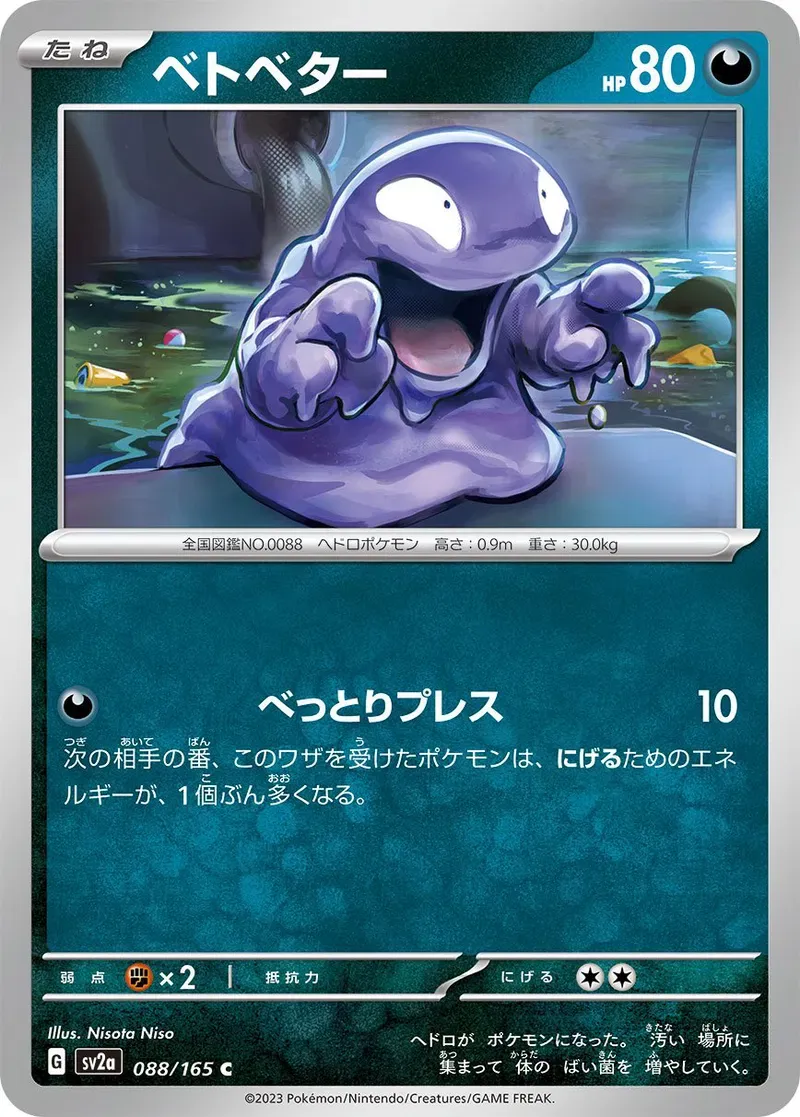 たね
ベトベター
HP80
全国図鑑NO.0088 ヘドロポケモン 高さ：0.9m 重さ：30.0kg
べっとりプレス 10
次の相手の番、このワザを受けたポケモンは、にげるためのエネ
ルギーが、1個ぶん多くなる。
弱点 ×2 抵抗力 にげる
Illus. Nisota Niso
G sv2a 088/165 C
ヘドロが ポケモンになった。 汚い 場所に
集まって 体の ばい菌を 増やしていく。
©2023 Pokémon/Nintendo/Creatures/GAME FREAK.